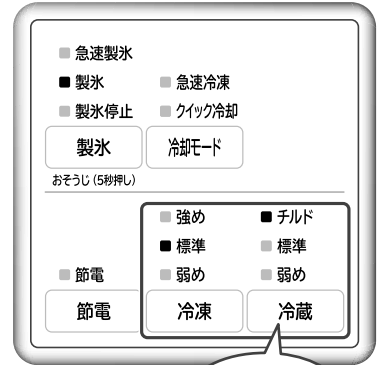 急速製氷
製氷 急速冷凍
製氷停止 クイック冷却
製氷 冷却モード
おそうじ (5秒押し)
強め チルド
標準 標準
節電 弱め 弱め
節電 冷凍 冷蔵